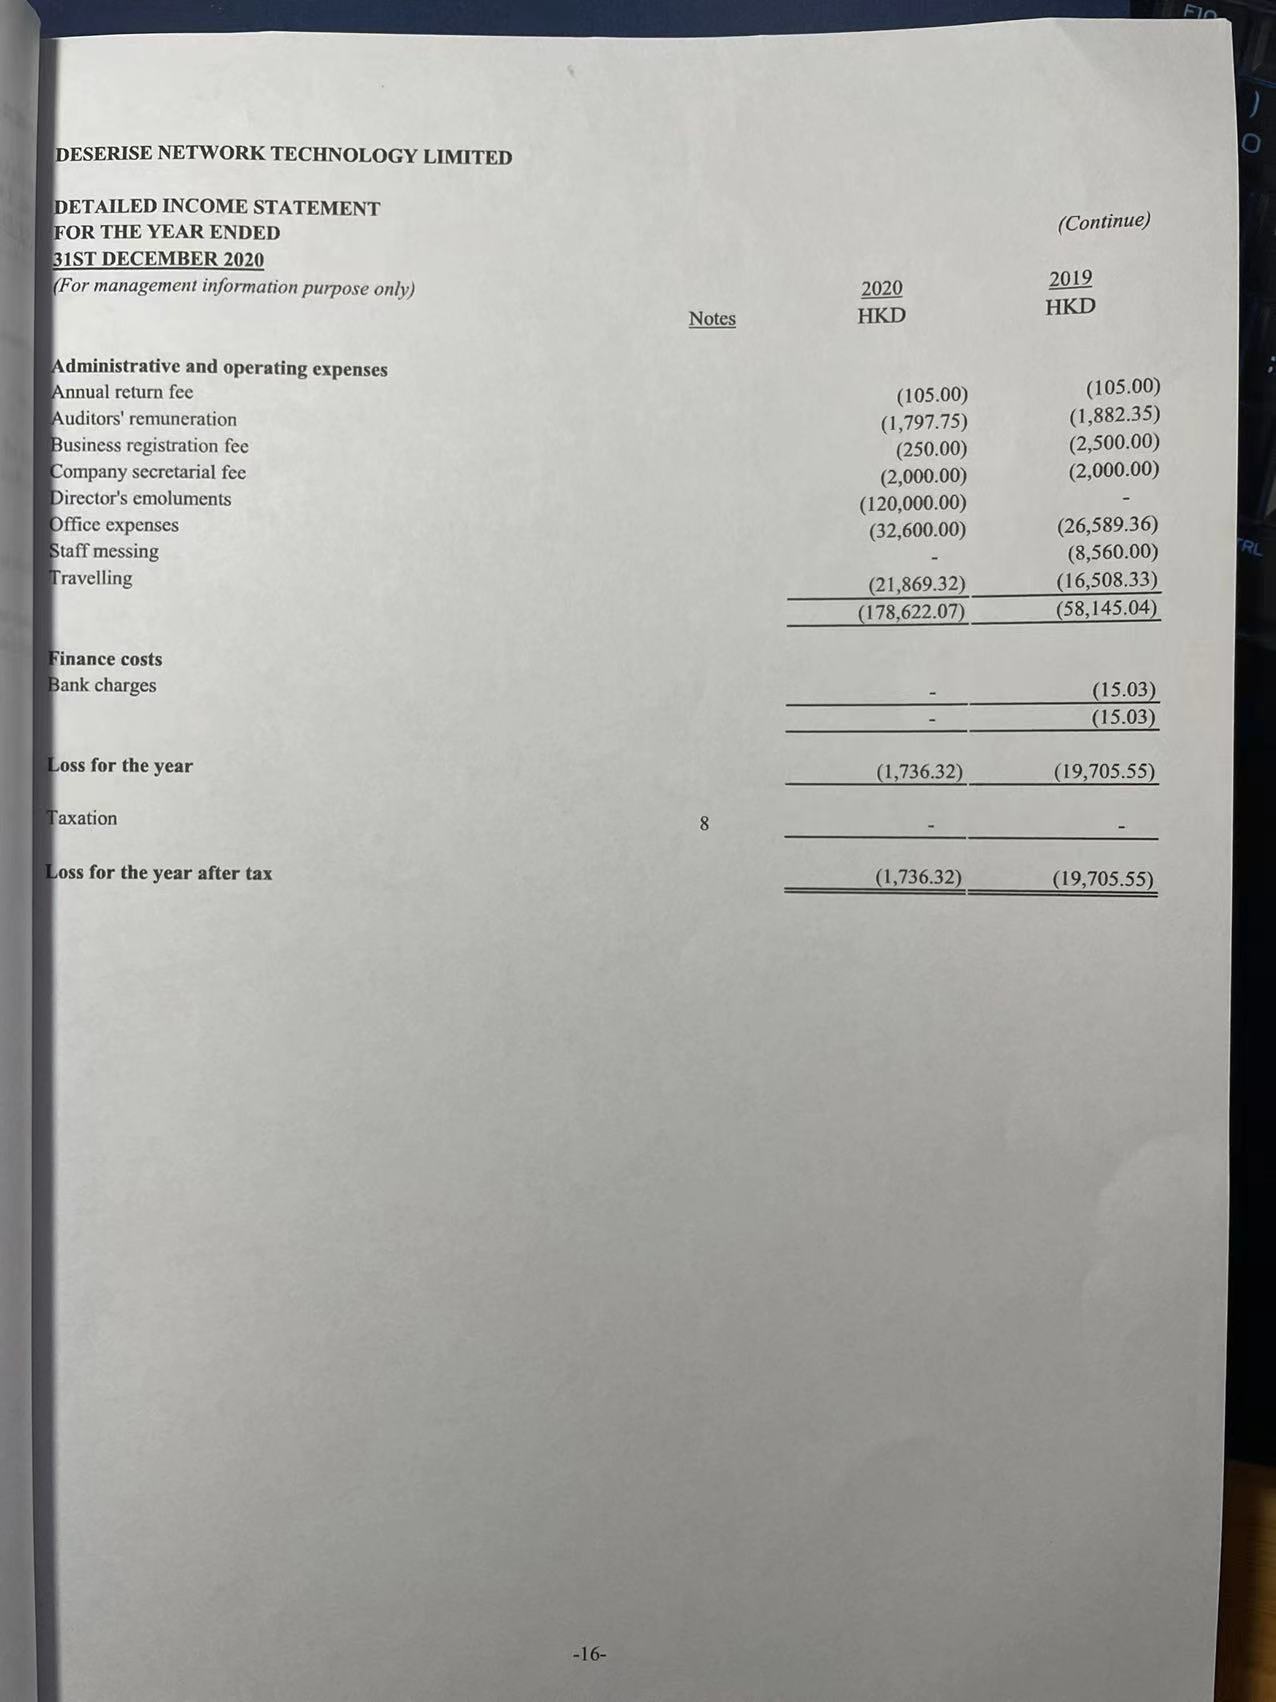 DESERISE NETWORK TECHNOLOGY LIMITED
DETAILED INCOME STATEMENT
FOR THE YEAR ENDED
(Continue)
31ST DECEMBER 2020
(For management information purpose only)
2020 2019
Notes HKD HKD
Administrative and operating expenses
Annual return fee (105.00) (105.00)
Auditors' remuneration (1,797.75) (1,882.35)
Business registration fee (250.00) (2,500.00)
Company secretarial fee (2,000.00) (2,000.00)
Director's emoluments (120,000.00) -
Office expenses (32,600.00) (26,589.36)
Staff messing - (8,560.00)
Travelling (21,869.32) (16,508.33)
(178,622.07) (58,145.04)
Finance costs
Bank charges - (15.03)
- (15.03)
Loss for the year (1,736.32) (19,705.55)
Taxation 8 - -
Loss for the year after tax (1,736.32) (19,705.55)
-16-
F10
)
O